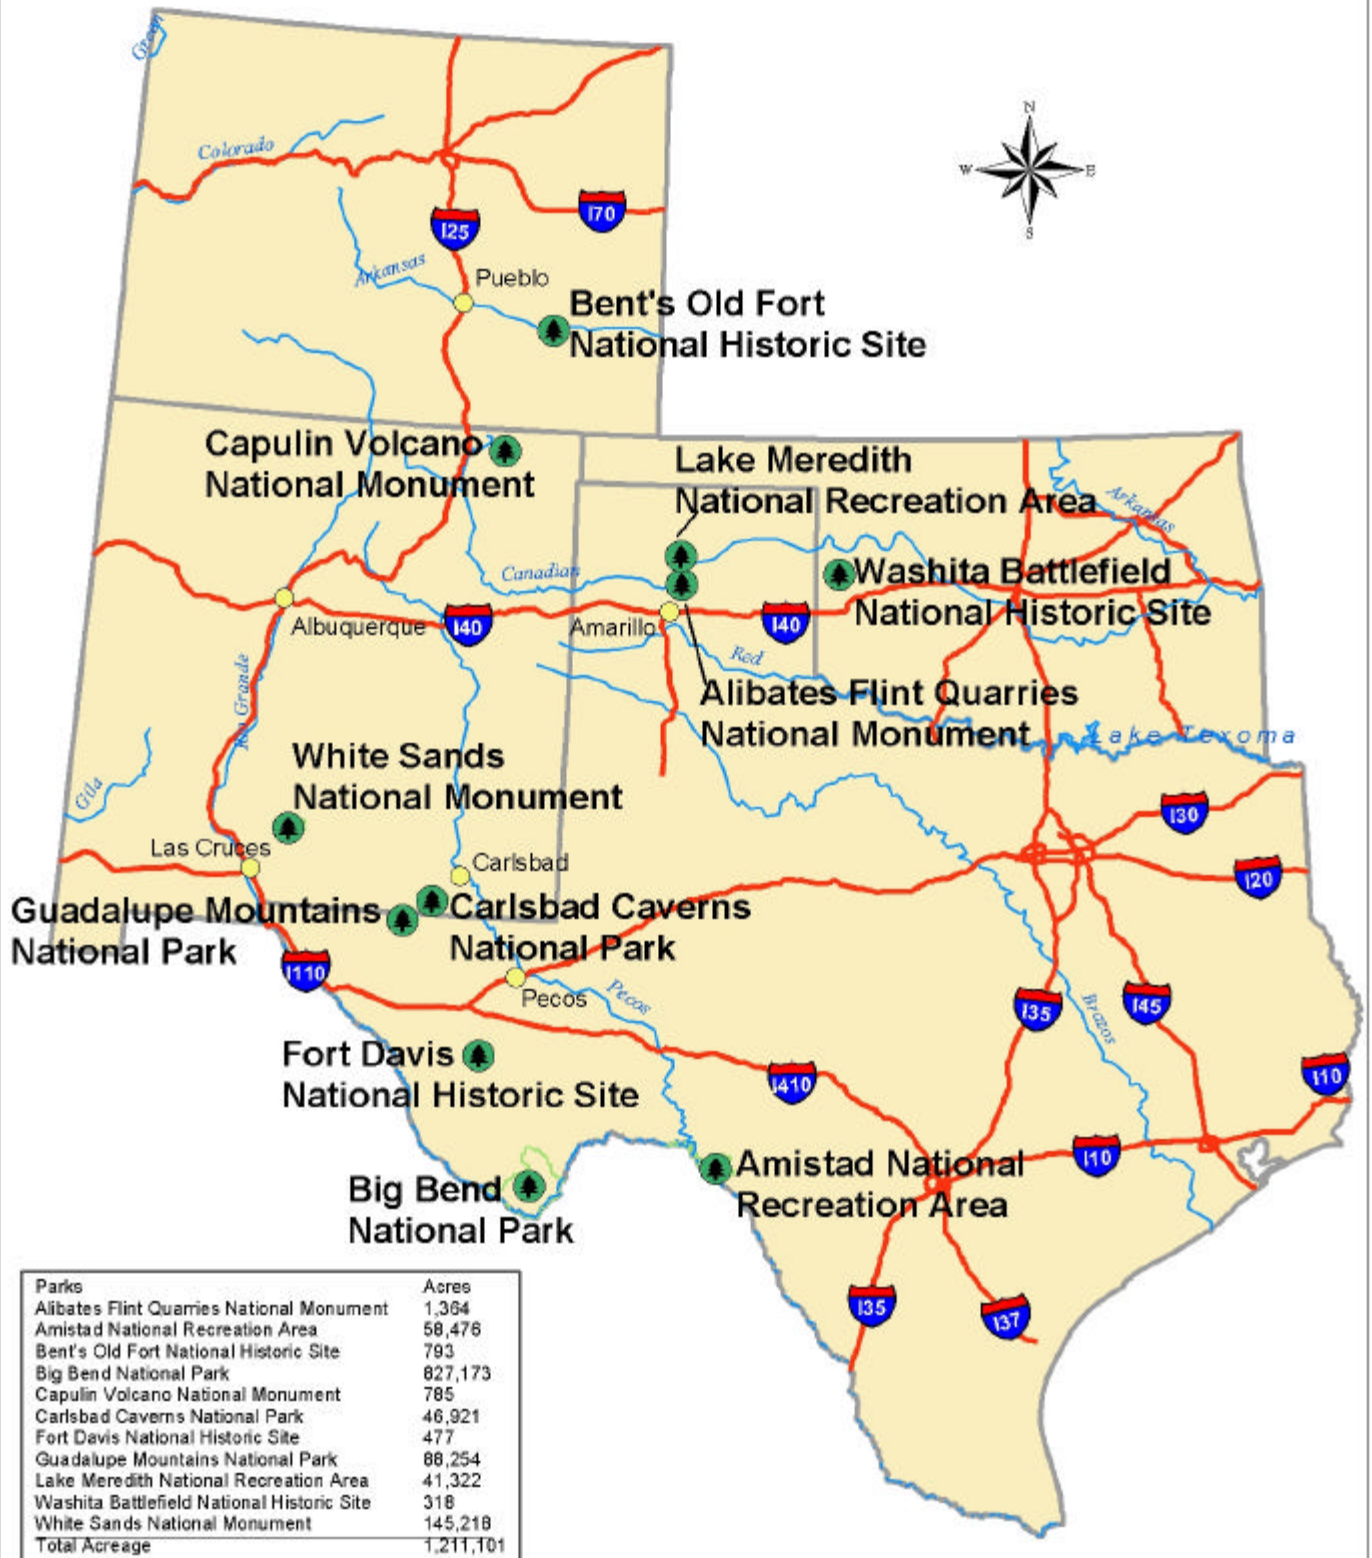 Green
N
W
E
S
Colorado
I70
I25
Arkansas
Pueblo
Bent's Old Fort
National Historic Site
Capulin Volcano
National Monument
Lake Meredith
National Recreation Area
Arkansas
Canadian
Washita Battlefield
National Historic Site
Albuquerque
I40
Amarillo
I40
Red
Rio Grande
Alibates Flint Quarries
National Monument
Lake Texoma
White Sands
National Monument
Gila
I30
Las Cruces
Carlsbad
I20
Guadalupe Mountains
National Park
Carlsbad Caverns
National Park
I110
Pecos
Pecos
I35
Brazos
I45
Fort Davis
National Historic Site
I410
I10
I10
Amistad National
Recreation Area
Big Bend
National Park
I35
I37
Parks Acres
Alibates Flint Quarries National Monument 1,364
Amistad National Recreation Area 58,476
Bent's Old Fort National Historic Site 793
Big Bend National Park 827,173
Capulin Volcano National Monument 785
Carlsbad Caverns National Park 46,921
Fort Davis National Historic Site 477
Guadalupe Mountains National Park 88,254
Lake Meredith National Recreation Area 41,322
Washita Battlefield National Historic Site 318
White Sands National Monument 145,218
Total Acreage 1,211,101